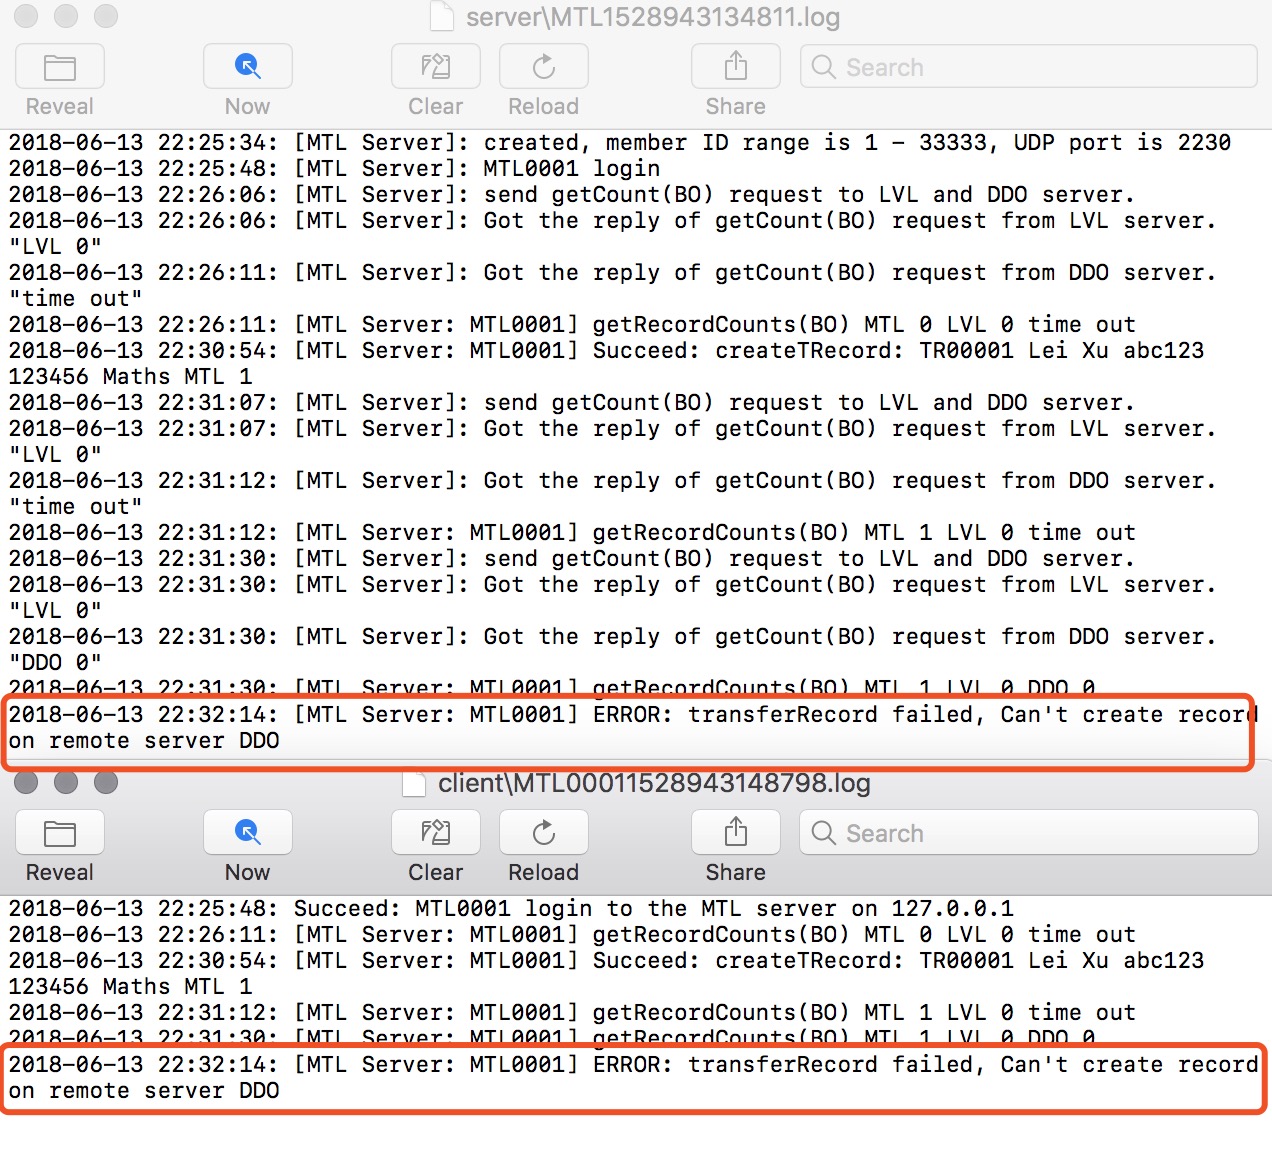 server\MTL1528943134811.log
Reveal Now Clear Reload Share Search
2018-06-13 22:25:34: [MTL Server]: created, member ID range is 1 - 33333, UDP port is 2230
2018-06-13 22:25:48: [MTL Server]: MTL0001 login
2018-06-13 22:26:06: [MTL Server]: send getCount(BO) request to LVL and DDO server.
2018-06-13 22:26:06: [MTL Server]: Got the reply of getCount(BO) request from LVL server.
"LVL 0"
2018-06-13 22:26:11: [MTL Server]: Got the reply of getCount(BO) request from DDO server.
"time out"
2018-06-13 22:26:11: [MTL Server: MTL0001] getRecordCounts(BO) MTL 0 LVL 0 time out
2018-06-13 22:30:54: [MTL Server: MTL0001] Succeed: createTRecord: TR00001 Lei Xu abc123
123456 Maths MTL 1
2018-06-13 22:31:07: [MTL Server]: send getCount(BO) request to LVL and DDO server.
2018-06-13 22:31:07: [MTL Server]: Got the reply of getCount(BO) request from LVL server.
"LVL 0"
2018-06-13 22:31:12: [MTL Server]: Got the reply of getCount(BO) request from DDO server.
"time out"
2018-06-13 22:31:12: [MTL Server: MTL0001] getRecordCounts(BO) MTL 1 LVL 0 time out
2018-06-13 22:31:30: [MTL Server]: send getCount(BO) request to LVL and DDO server.
2018-06-13 22:31:30: [MTL Server]: Got the reply of getCount(BO) request from LVL server.
"LVL 0"
2018-06-13 22:31:30: [MTL Server]: Got the reply of getCount(BO) request from DDO server.
"DDO 0"
2018-06-13 22:31:30: [MTL Server: MTL0001] getRecordCounts(BO) MTL 1 LVL 0 DDO 0
2018-06-13 22:32:14: [MTL Server: MTL0001] ERROR: transferRecord failed, Can't create record
on remote server DDO
client\MTL00011528943148798.log
Reveal Now Clear Reload Share Search
2018-06-13 22:25:48: Succeed: MTL0001 login to the MTL server on 127.0.0.1
2018-06-13 22:26:11: [MTL Server: MTL0001] getRecordCounts(BO) MTL 0 LVL 0 time out
2018-06-13 22:30:54: [MTL Server: MTL0001] Succeed: createTRecord: TR00001 Lei Xu abc123
123456 Maths MTL 1
2018-06-13 22:31:12: [MTL Server: MTL0001] getRecordCounts(BO) MTL 1 LVL 0 time out
2018-06-13 22:31:30: [MTL Server: MTL0001] getRecordCounts(BO) MTL 1 LVL 0 DDO 0
2018-06-13 22:32:14: [MTL Server: MTL0001] ERROR: transferRecord failed, Can't create record
on remote server DDO